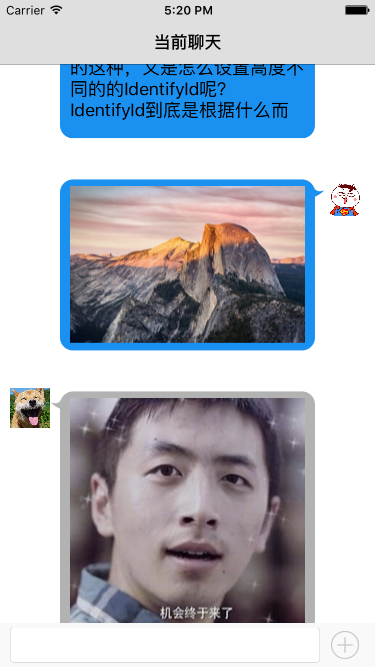 Carrier 5:20 PM
当前聊天
的这种，又是怎么设置高度不
同的的IdentifyId呢?
IdentifyId到底是根据什么而
机会终于来了